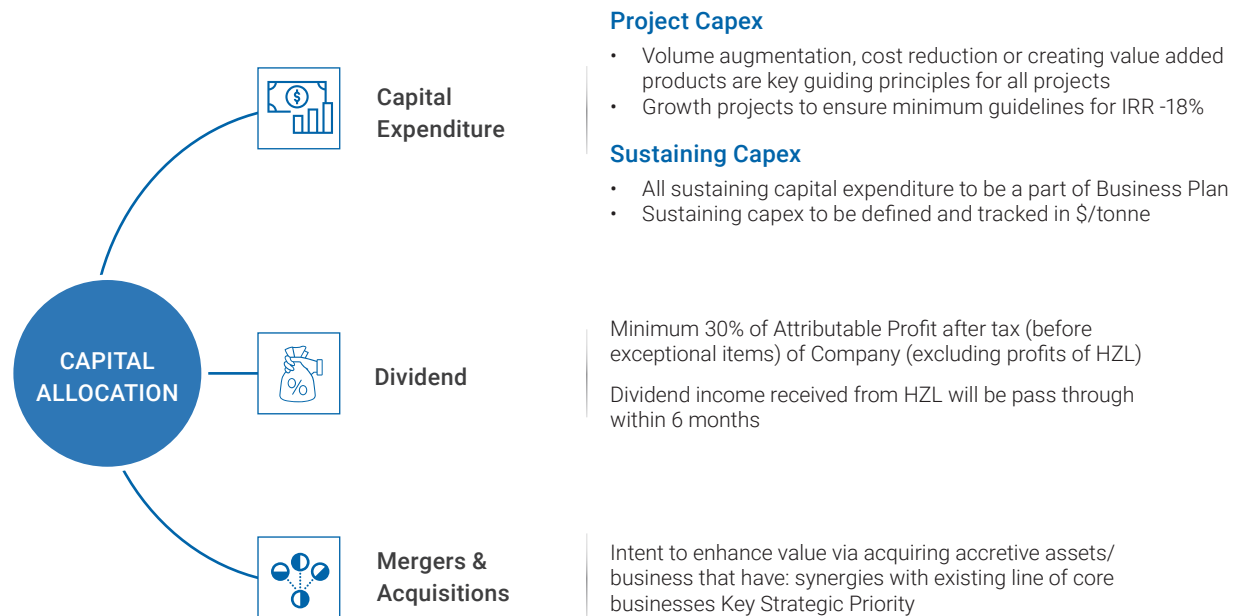 CAPITAL
ALLOCATION
Capital
Expenditure
Project Capex
• Volume augmentation, cost reduction or creating value added
products are key guiding principles for all projects
• Growth projects to ensure minimum guidelines for IRR -18%
Sustaining Capex
• All sustaining capital expenditure to be a part of Business Plan
• Sustaining capex to be defined and tracked in $/tonne
Dividend
Minimum 30% of Attributable Profit after tax (before
exceptional items) of Company (excluding profits of HZL)
Dividend income received from HZL will be pass through
within 6 months
Mergers &
Acquisitions
Intent to enhance value via acquiring accretive assets/
business that have: synergies with existing line of core
businesses Key Strategic Priority
$
%